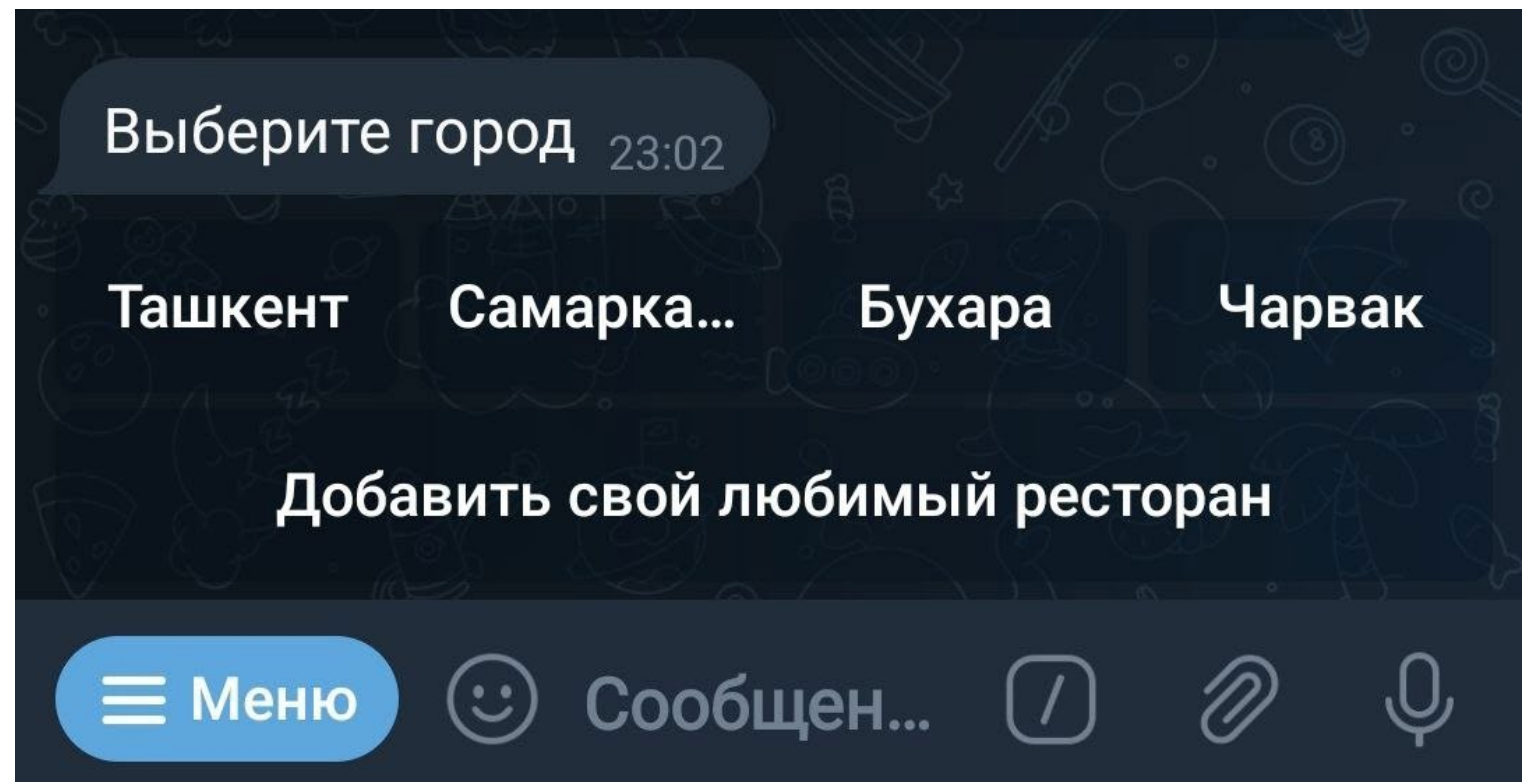 Выберите город 23:02
Ташкент Самарка... Бухара Чарвак
Добавить свой любимый ресторан
Меню Сообщен... /